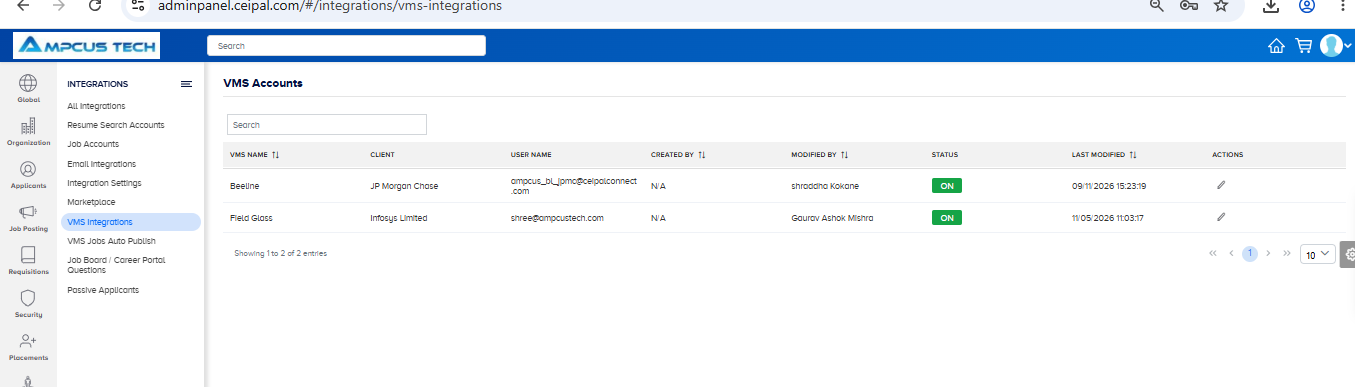 adminpanel.ceipal.com/#/integrations/vms-integrations
AMPCUS TECH
Search
Global
Organization
Applicants
Job Posting
Requisitions
Security
Placements
INTEGRATIONS
All Integrations
Resume Search Accounts
Job Accounts
Email Integrations
Integration Settings
Marketplace
VMS Integrations
VMS Jobs Auto Publish
Job Board / Career Portal
Questions
Passive Applicants
VMS Accounts
Search
VMS NAME CLIENT USER NAME CREATED BY MODIFIED BY STATUS LAST MODIFIED ACTIONS
Beeline JP Morgan Chase ampcus_bl_jpmc@ceipalconnect
.com N/A shraddha Kokane ON 09/11/2026 15:23:19
Field Glass Infosys Limited shree@ampcustech.com N/A Gaurav Ashok Mishra ON 11/05/2026 11:03:17
Showing 1 to 2 of 2 entries
« ‹ 1 › » 10